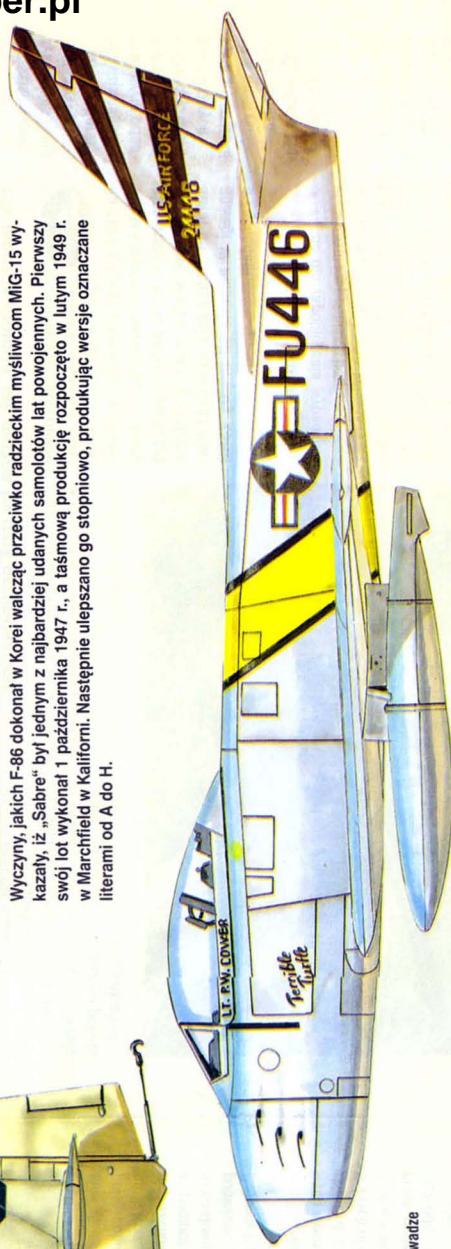 per.pl
Wyczyny, jakich F-86 dokonał w Korei walcząc przeciwko radzieckim myśliwcom MiG-15 wy-
kazały, iż „Sabre“ był jednym z najbardziej udanych samolotów lat powojennych. Pierwszy
swój lot wykonał 1 października 1947 r., a taśmową produkcję rozpoczęto w lutym 1949 r.
w Marchfield w Kaliforni. Następnie ulepszano go stopniowo, produkując wersje oznaczane
literami od A do H.
U.S. AIR FORCE
24446
FU446
LT. P.W. COWER
Terrible
Turtle
wadze